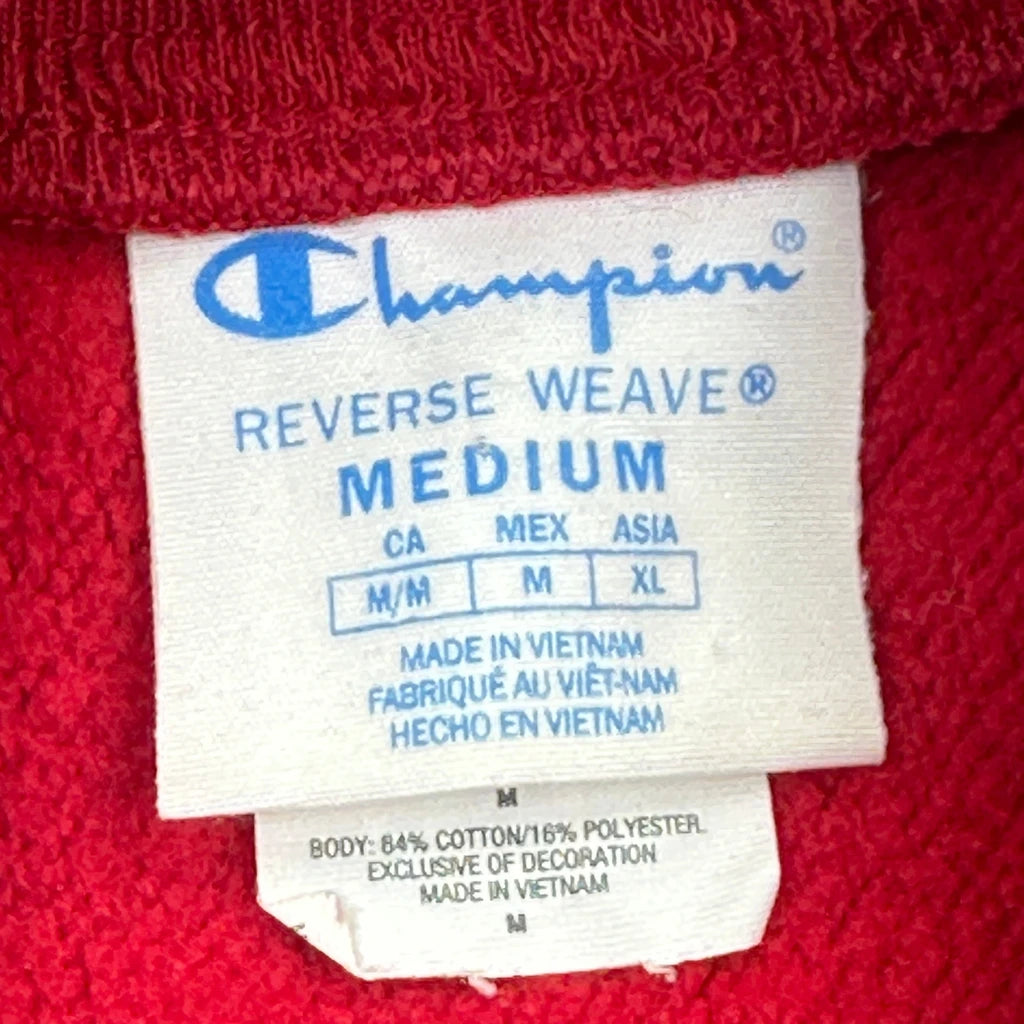 Champion®
REVERSE WEAVE®
MEDIUM
CA MEX ASIA
M/M M XL
MADE IN VIETNAM
FABRIQUÉ AU VIÊT-NAM
HECHO EN VIETNAM
M
BODY: 84% COTTON/16% POLYESTER
EXCLUSIVE OF DECORATION
MADE IN VIETNAM
M